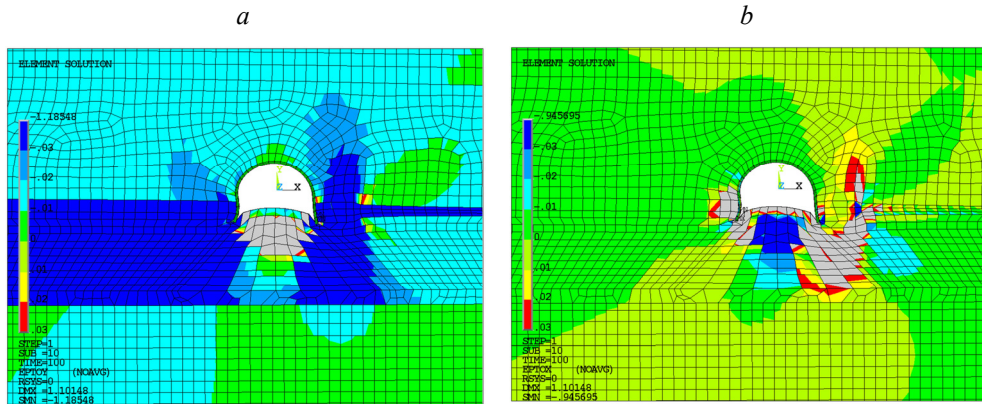 a
b
ELEMENT SOLUTION
-1.18548
-.03
-.02
-.01
.01
.03
STEP=1
SUB =10
TIME=100
EPTOY (NOAVG)
RSYS=0
DMX =1.10148
SMN =-1.18548
X
ELEMENT SOLUTION
-.945695
-.03
-.02
-.01
0
.01
.02
.03
STEP=1
SUB =10
TIME=100
EPTOX (NOAVG)
RSYS=0
DMX =1.10148
SMN =-.945695
X